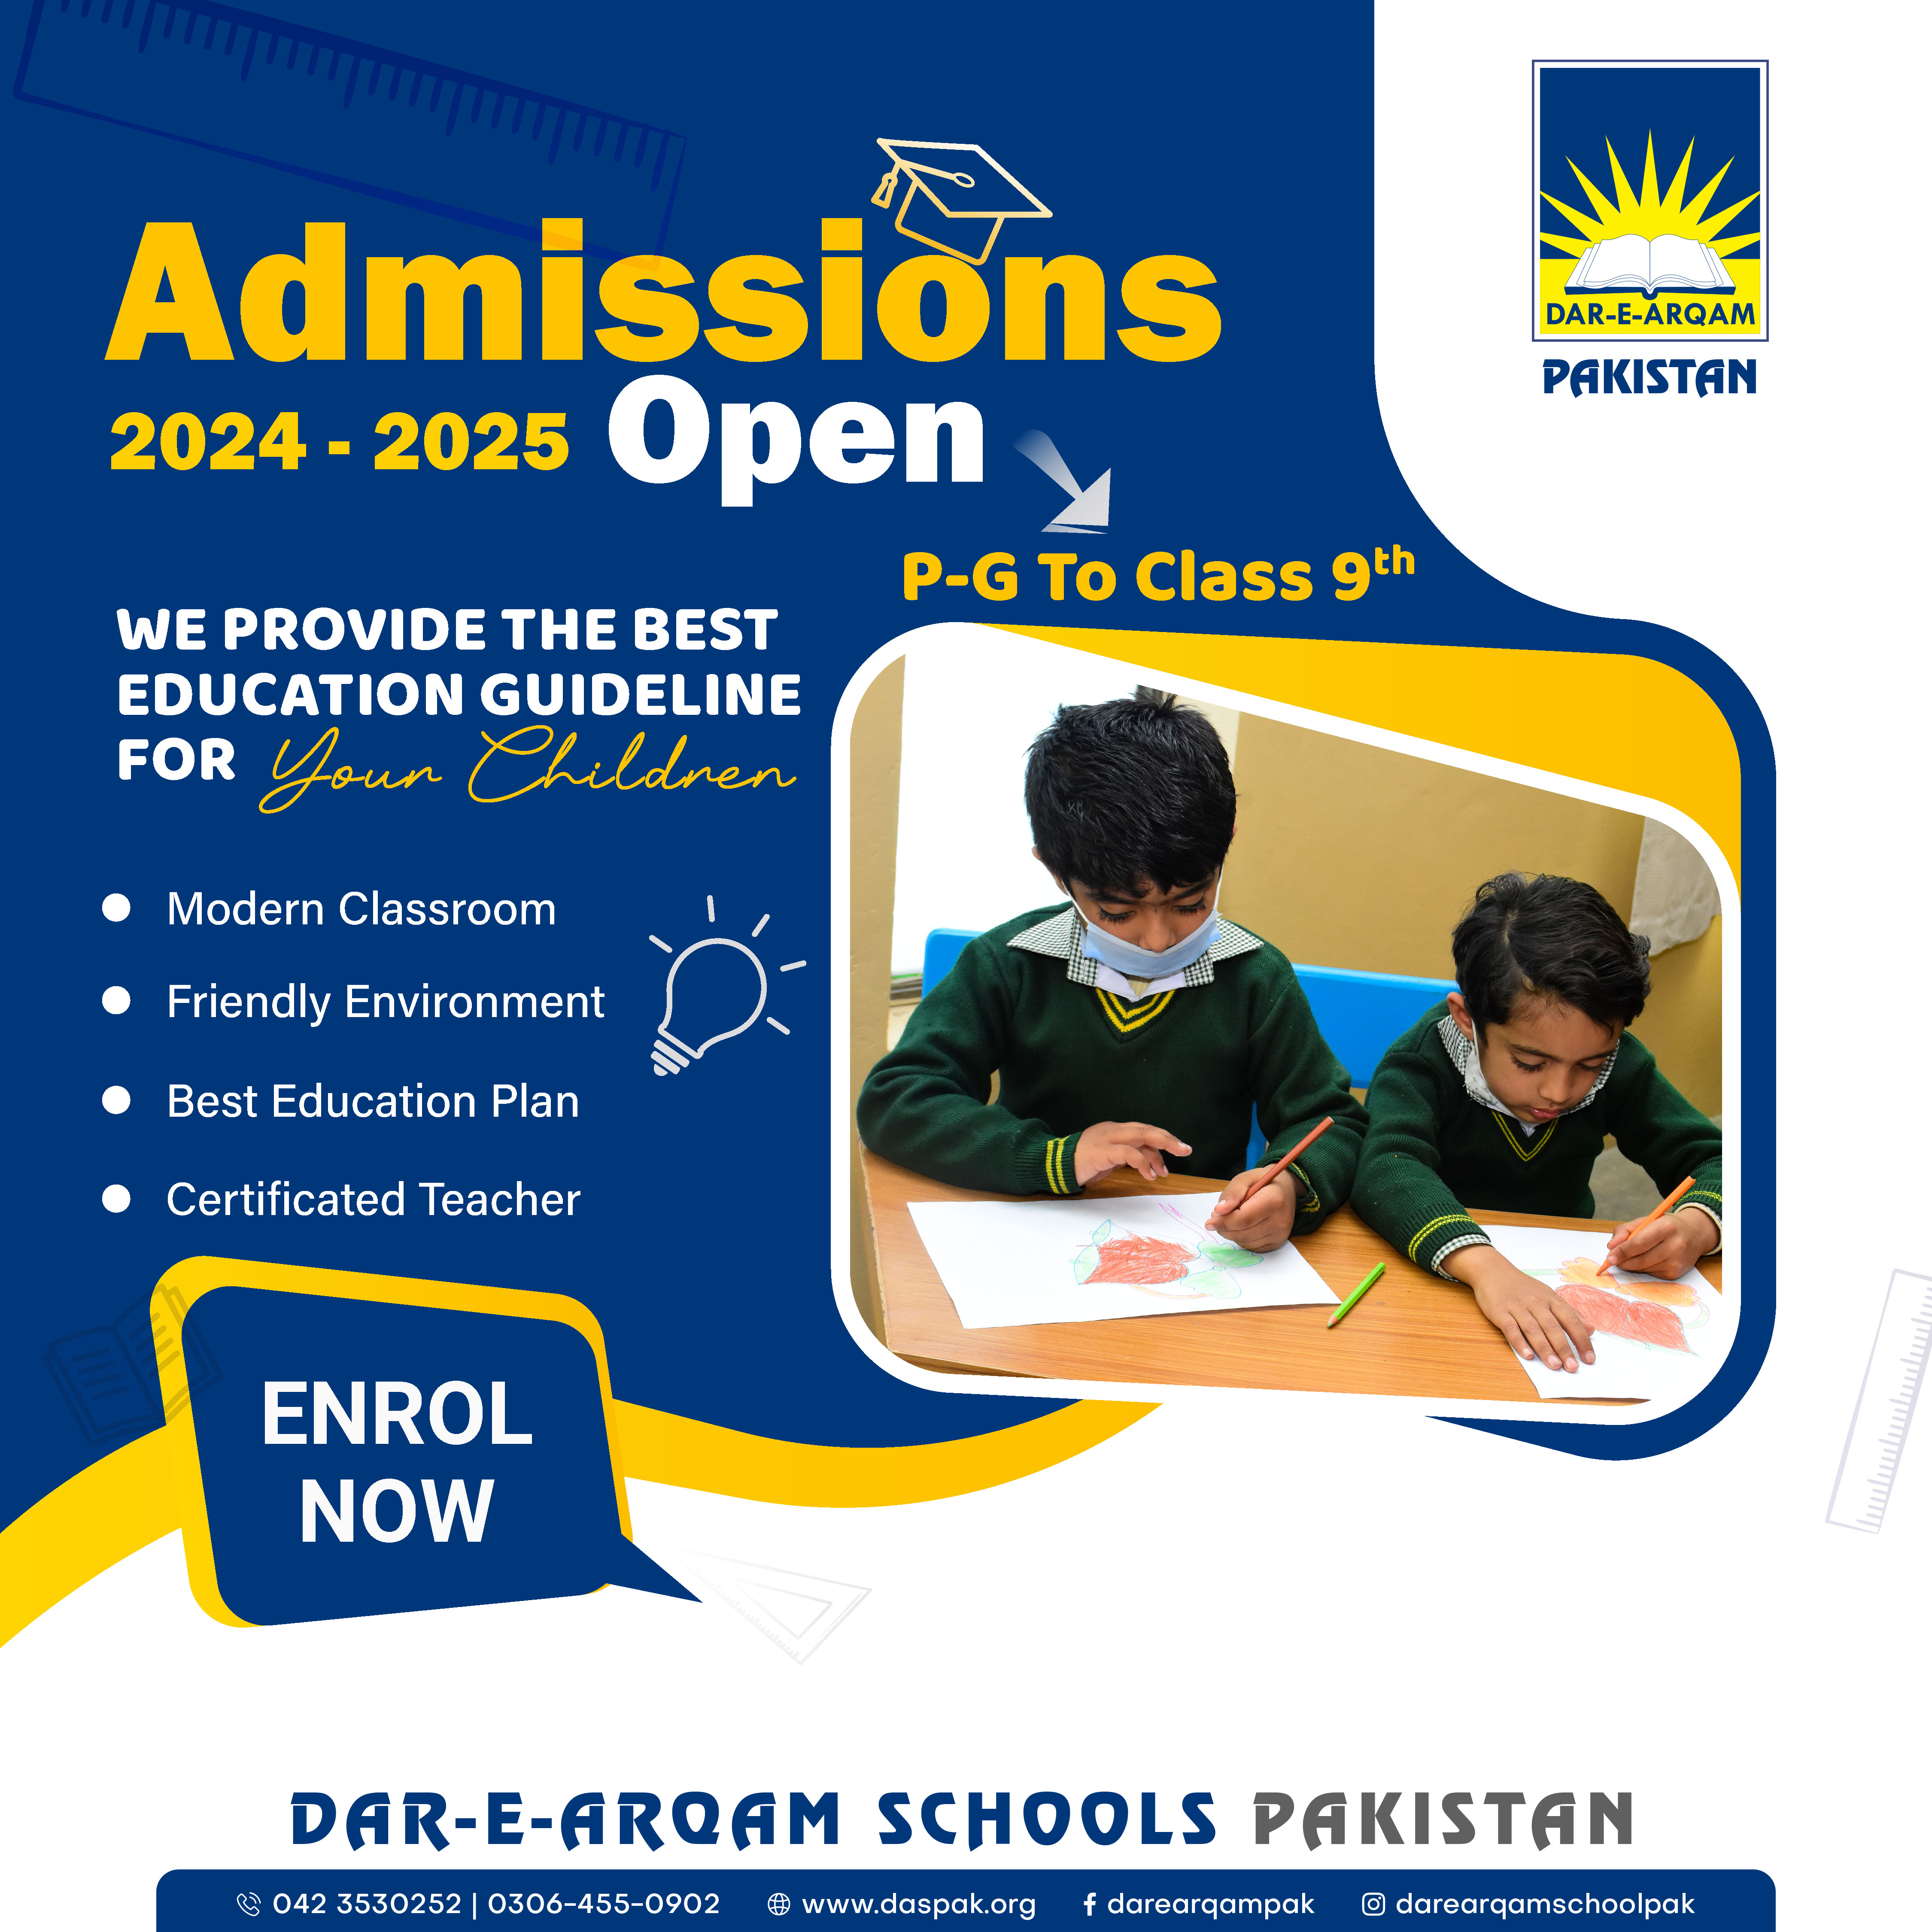 DAR-E-ARQAM
PAKISTAN
Admissions
2024 - 2025 Open
P-G To Class 9th
WE PROVIDE THE BEST
EDUCATION GUIDELINE
FOR Your Children
Modern Classroom
Friendly Environment
Best Education Plan
Certificated Teacher
ENROL
NOW
DAR-E-ARQAM SCHOOLS PAKISTAN
042 3530252 | 0306-455-0902 www.daspak.org darearqampak darearqamschoolpak